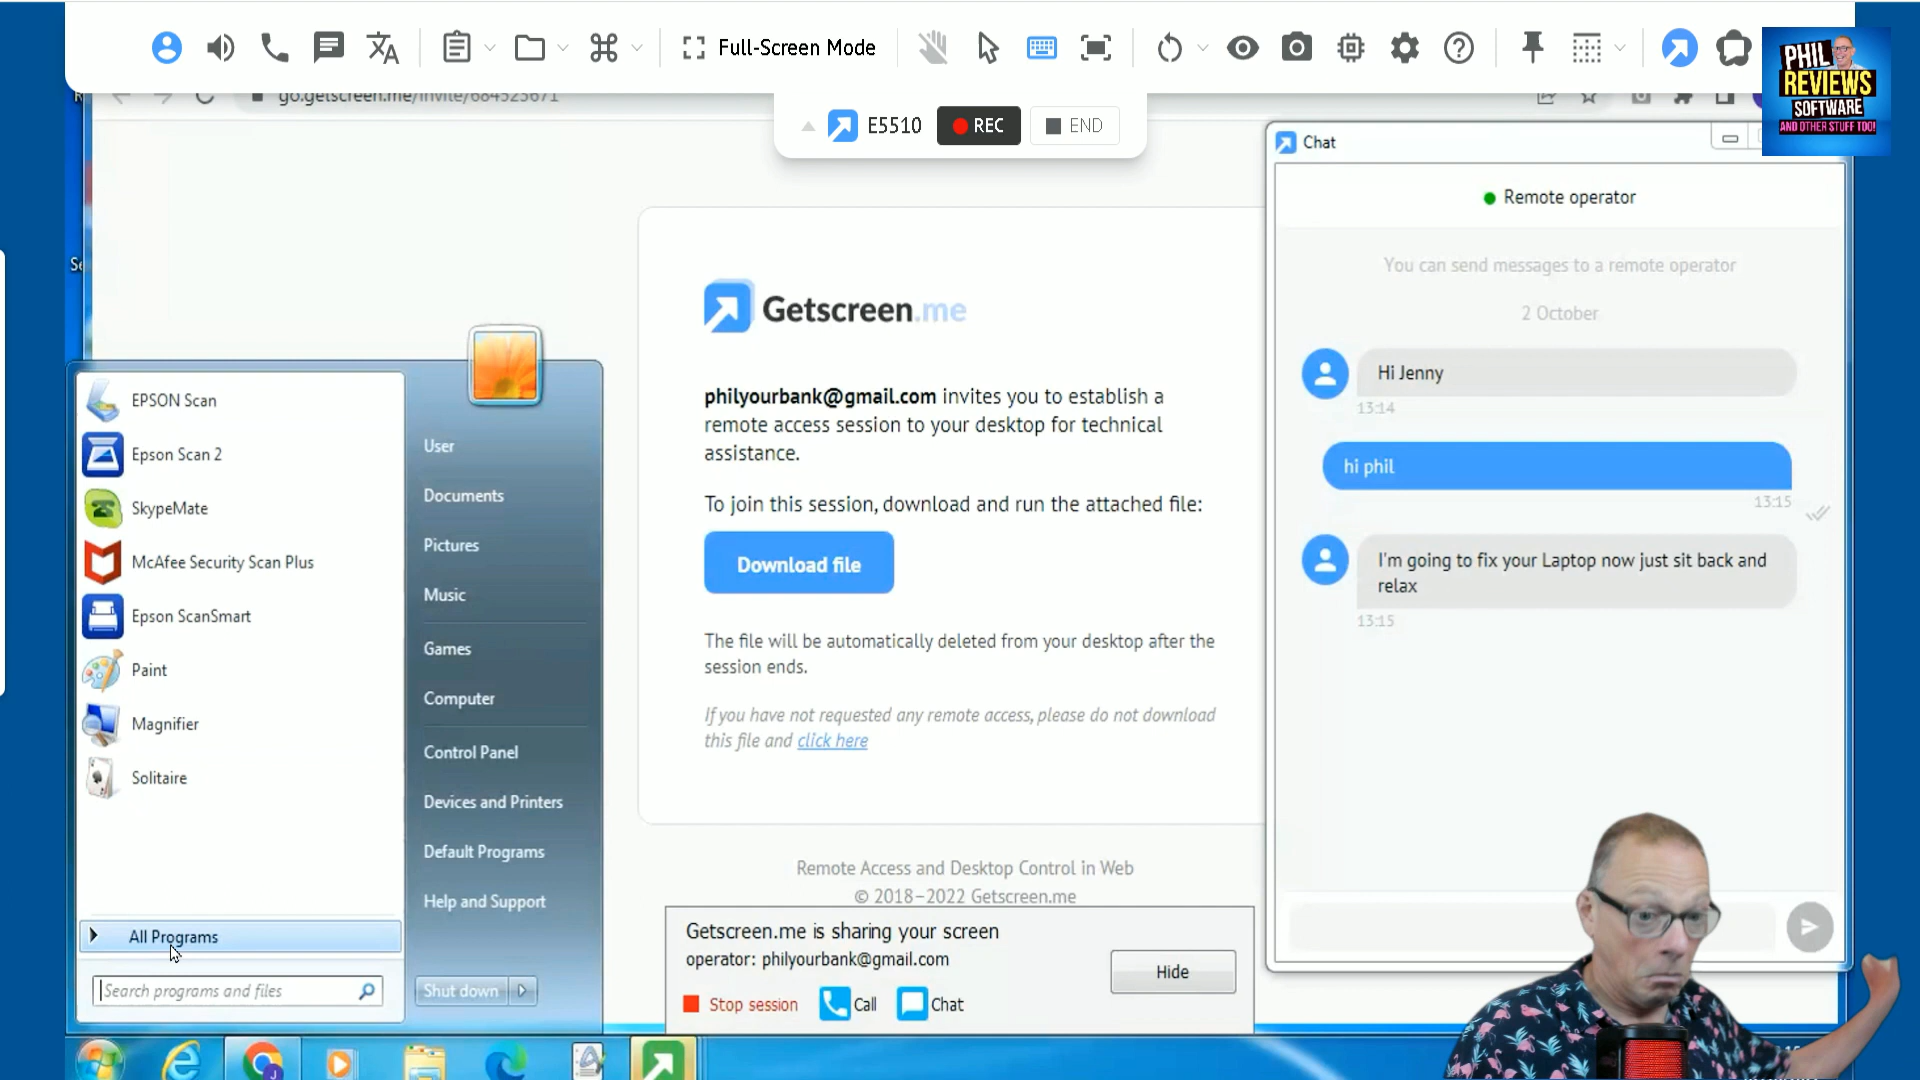 Full-Screen Mode
PHIL
REVIEWS
SOFTWARE
AND OTHER STUFF TOO!
go.getscreen.me/invite/684523671
E5510
REC
END
Chat
Remote operator
You can send messages to a remote operator
2 October
Hi Jenny
13:14
hi phil
13:15
I'm going to fix your Laptop now just sit back and
relax
13:15
Getscreen.me
philyourbank@gmail.com invites you to establish a
remote access session to your desktop for technical
assistance.
To join this session, download and run the attached file:
Download file
The file will be automatically deleted from your desktop after the
session ends.
If you have not requested any remote access, please do not download
this file and click here
Remote Access and Desktop Control in Web
© 2018–2022 Getscreen.me
Getscreen.me is sharing your screen
operator: philyourbank@gmail.com
Hide
Stop session
Call
Chat
EPSON Scan
Epson Scan 2
SkypeMate
McAfee Security Scan Plus
Epson ScanSmart
Paint
Magnifier
Solitaire
All Programs
Search programs and files
User
Documents
Pictures
Music
Games
Computer
Control Panel
Devices and Printers
Default Programs
Help and Support
Shut down